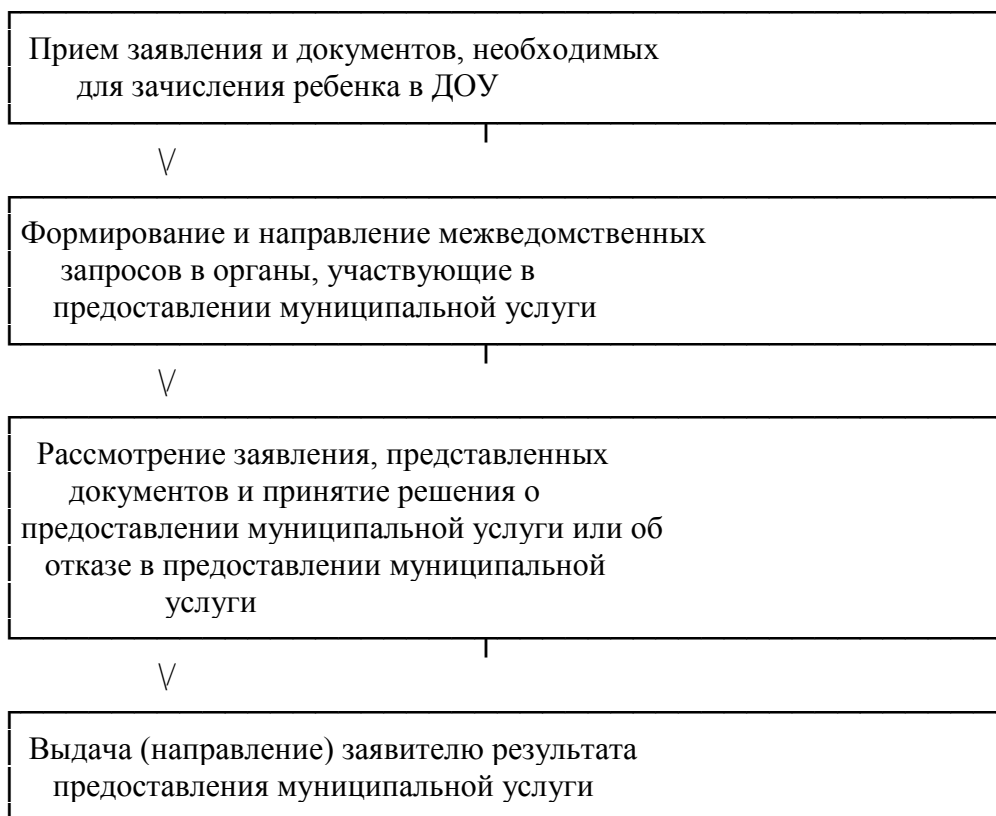 Прием заявления и документов, необходимых
для зачисления ребенка в ДОУ
\/
Формирование и направление межведомственных
запросов в органы, участвующие в
предоставлении муниципальной услуги
\/
Рассмотрение заявления, представленных
документов и принятие решения о
предоставлении муниципальной услуги или об
отказе в предоставлении муниципальной
услуги
\/
Выдача (направление) заявителю результата
предоставления муниципальной услуги